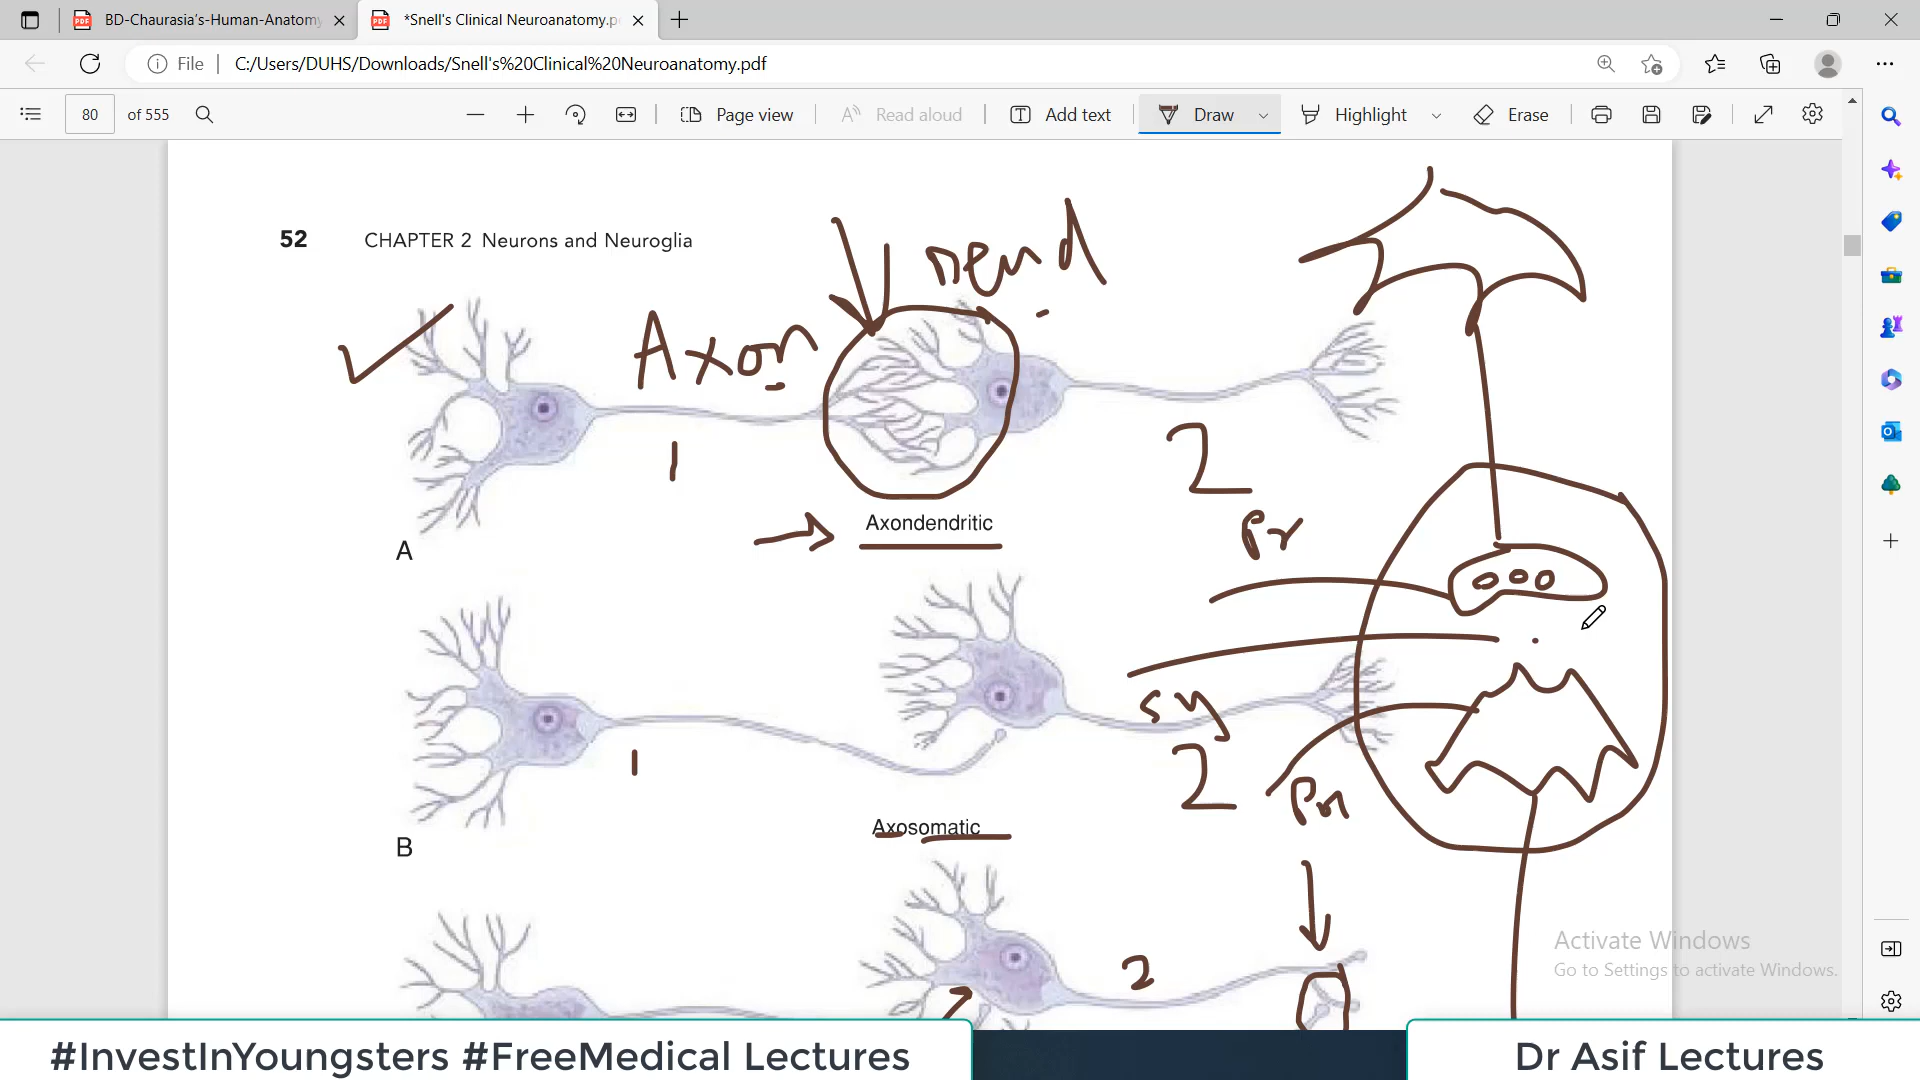 BD-Chaurasia's-Human-Anatomy
*Snell's Clinical Neuroanatomy.p
File
C:/Users/DUHS/Downloads/Snell's%20Clinical%20Neuroanatomy.pdf
80 of 555
Page view
Read aloud
Add text
Draw
Highlight
Erase
52 CHAPTER 2 Neurons and Neuroglia
Axon
1
2
Axondendritic
A
Pr
Sy
1
2
Axosomatic
B
2
Activate Windows
Go to Settings to activate Windows.
#InvestInYoungsters #FreeMedical Lectures
Dr Asif Lectures